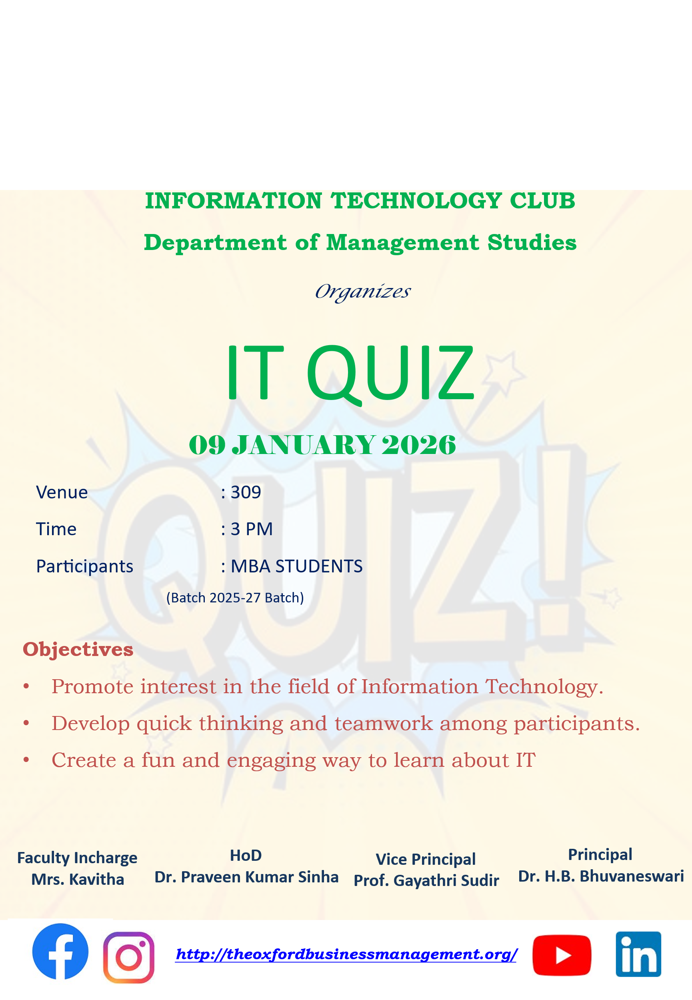 INFORMATION TECHNOLOGY CLUB
Department of Management Studies
Organizes
IT QUIZ
09 JANUARY 2026
QUIZ!
Venue : 309
Time : 3 PM
Participants : MBA STUDENTS
(Batch 2025-27 Batch)
Objectives
• Promote interest in the field of Information Technology.
• Develop quick thinking and teamwork among participants.
• Create a fun and engaging way to learn about IT
Faculty Incharge
Mrs. Kavitha
HoD
Dr. Praveen Kumar Sinha
Vice Principal
Prof. Gayathri Sudir
Principal
Dr. H.B. Bhuvaneswari
http://theoxfordbusinessmanagement.org/
in